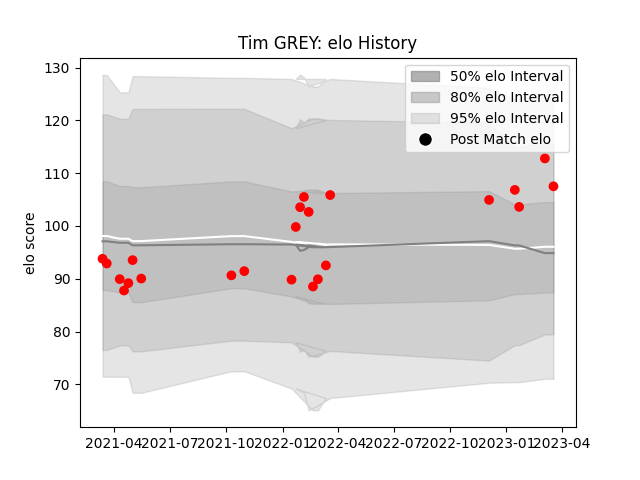 Tim GREY: elo History
130
120
110
100
90
80
70
elo score
50% elo Interval
80% elo Interval
95% elo Interval
Post Match elo
2021-04 2021-07 2021-10 2022-01 2022-04 2022-07 2022-10 2023-01 2023-04